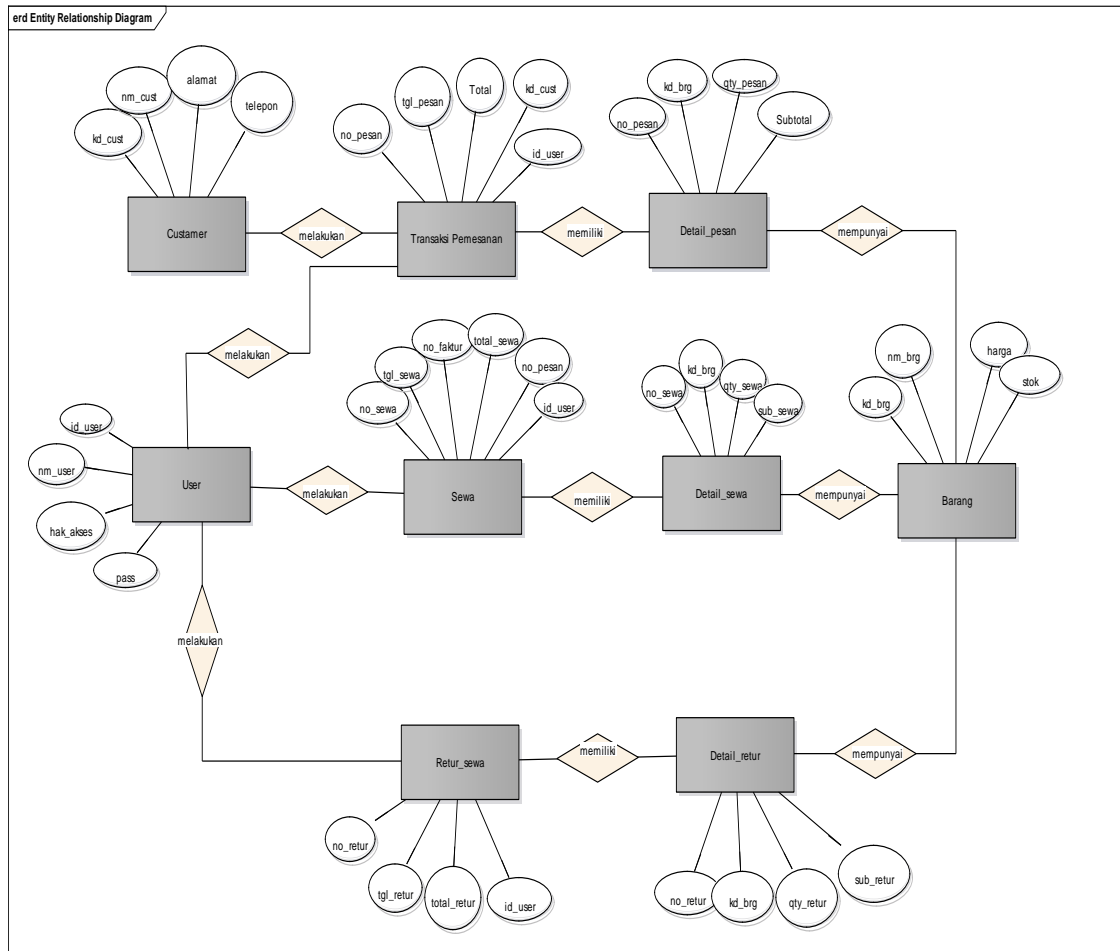 erd Entity Relationship Diagram
kd_cust
nm_cust
alamat
telepon
no_pesan
tgl_pesan
Total
kd_cust
id_user
no_pesan
kd_brg
qty_pesan
Subtotal
Custamer
melakukan
Transaksi Pemesanan
memiliki
Detail_pesan
mempunyai
melakukan
no_sewa
tgl_sewa
no_faktur
total_sewa
no_pesan
id_user
no_sewa
kd_brg
qty_sewa
sub_sewa
kd_brg
nm_brg
harga
stok
id_user
nm_user
hak_akses
pass
User
melakukan
Sewa
memiliki
Detail_sewa
mempunyai
Barang
melakukan
Retur_sewa
memiliki
Detail_retur
mempunyai
no_retur
tgl_retur
total_retur
id_user
no_retur
kd_brg
qty_retur
sub_retur